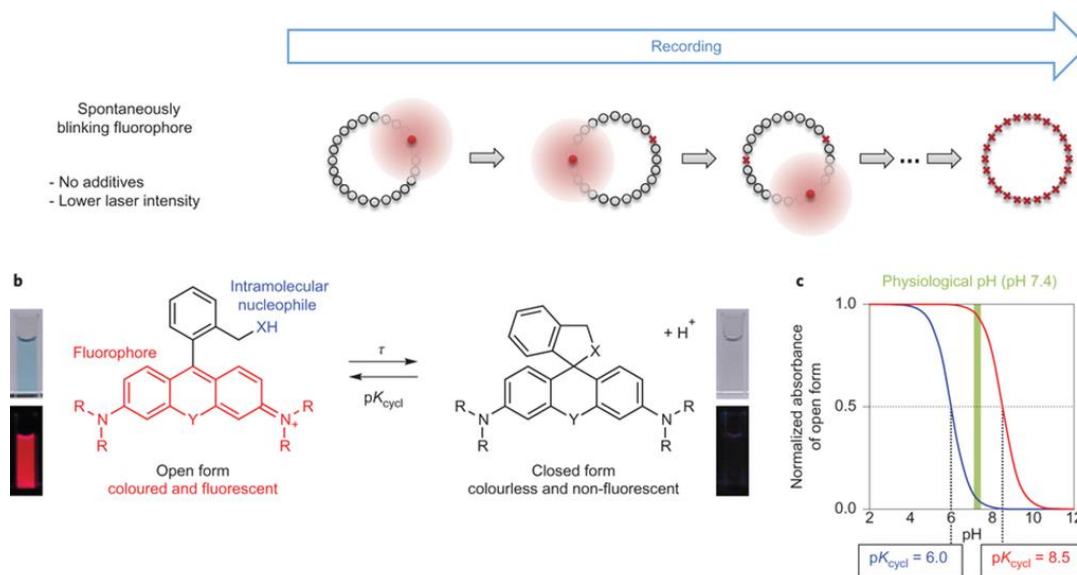 Recording
Spontaneously
blinking fluorophore
- No additives
- Lower laser intensity
...
b
Intramolecular
nucleophile
XH
Fluorophore
R
N
R
Y
N+
R
R
Open form
coloured and fluorescent
τ
pKcycl
+ H+
X
R
N
R
Y
N
R
R
Closed form
colourless and non-fluorescent
c
Physiological pH (pH 7.4)
Normalized absorbance
of open form
1.0
0.5
0.0
2 4 6 8 10 12
pH
pKcycl = 6.0
pKcycl = 8.5